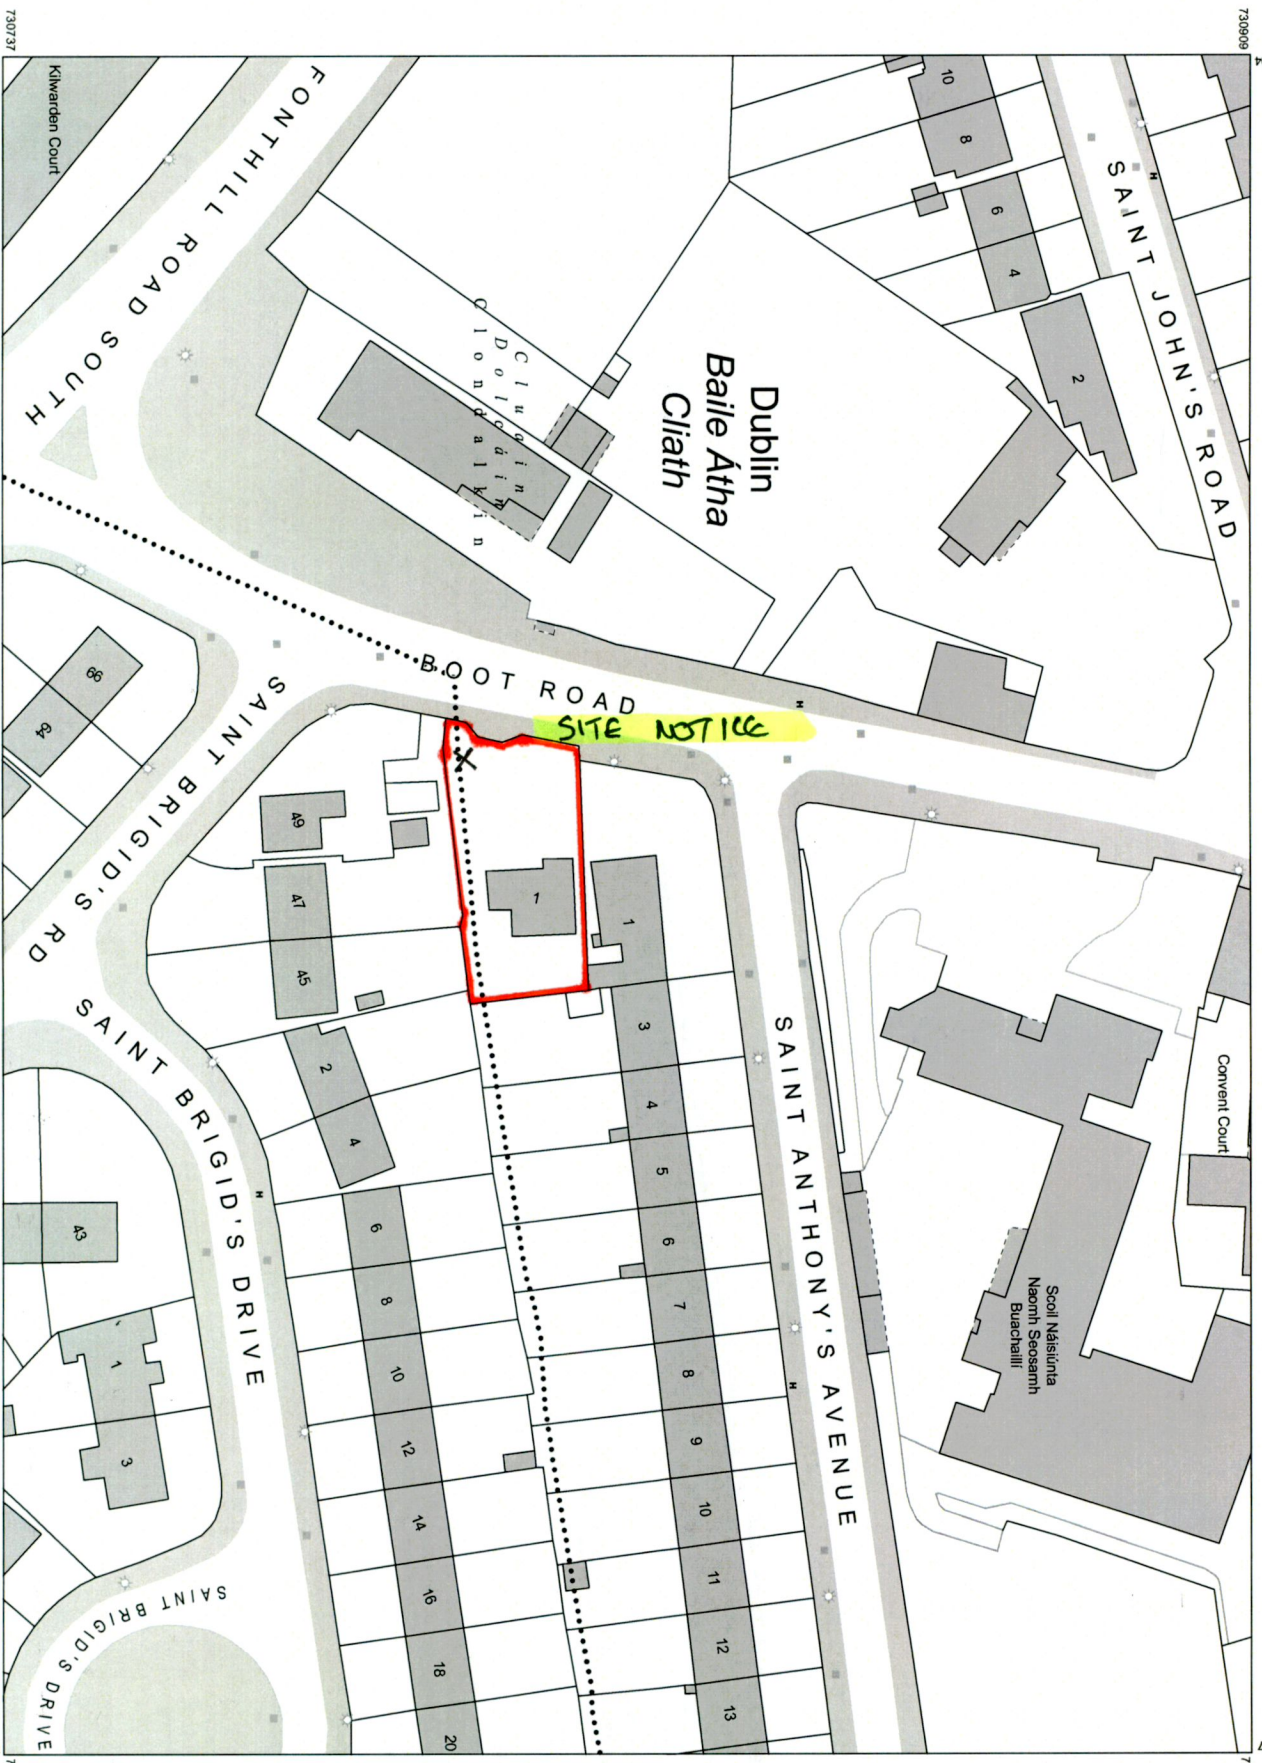 730737
730909
Kilwarden Court
FONTHILL ROAD SOUTH
SAINT JOHN'S ROAD
10
8
6
4
2
H
Dublin
Baile Átha
Cliath
Cluain
Dolcáin
Clondalkin
BOOT ROAD
H
SITE NOTICE
X
SAINT BRIGID'S RD
66
64
49
47
45
1
1
3
4
5
6
7
8
9
10
11
12
13
SAINT ANTHONY'S AVENUE
H
Convent Court
Scoil Náisiúnta
Naomh Seosamh
Buachaillí
2
4
6
8
10
12
14
16
18
20
SAINT BRIGID'S DRIVE
H
43
1
3
SAINT BRIGID'S DRIVE